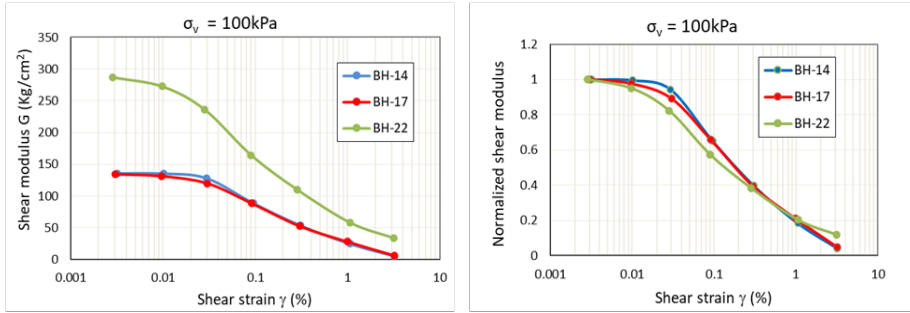 σv = 100kPa
Shear modulus G (Kg/cm²)
350
300
250
200
150
100
50
0
BH-14
BH-17
BH-22
0.001
0.01
0.1
1
10
Shear strain γ (%)
σv = 100kPa
Normalized shear modulus
1.2
1
0.8
0.6
0.4
0.2
0
BH-14
BH-17
BH-22
0.001
0.01
0.1
1
10
Shear strain γ (%)